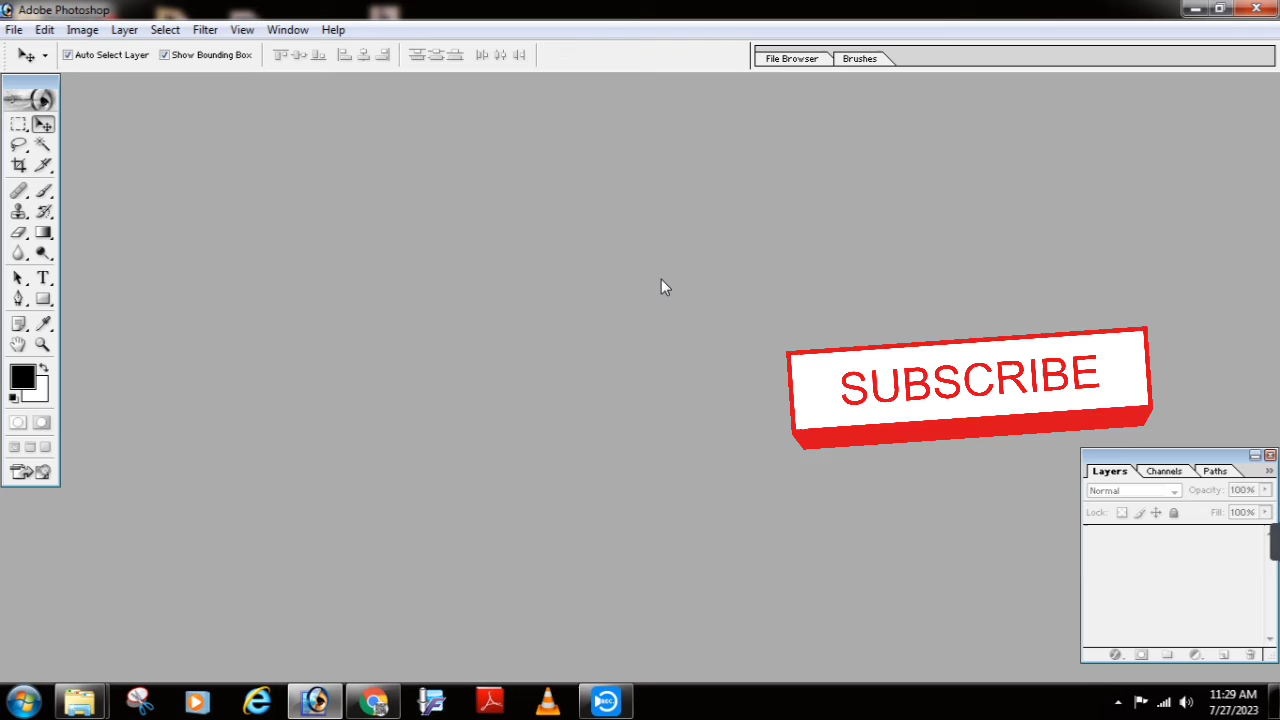 Adobe Photoshop
File Edit Image Layer Select Filter View Window Help
Auto Select Layer Show Bounding Box File Browser Brushes
SUBSCRIBE
Layers Channels Paths
Normal Opacity: 100%
Lock: Fill: 100%
T
REC
11:29 AM
7/27/2023